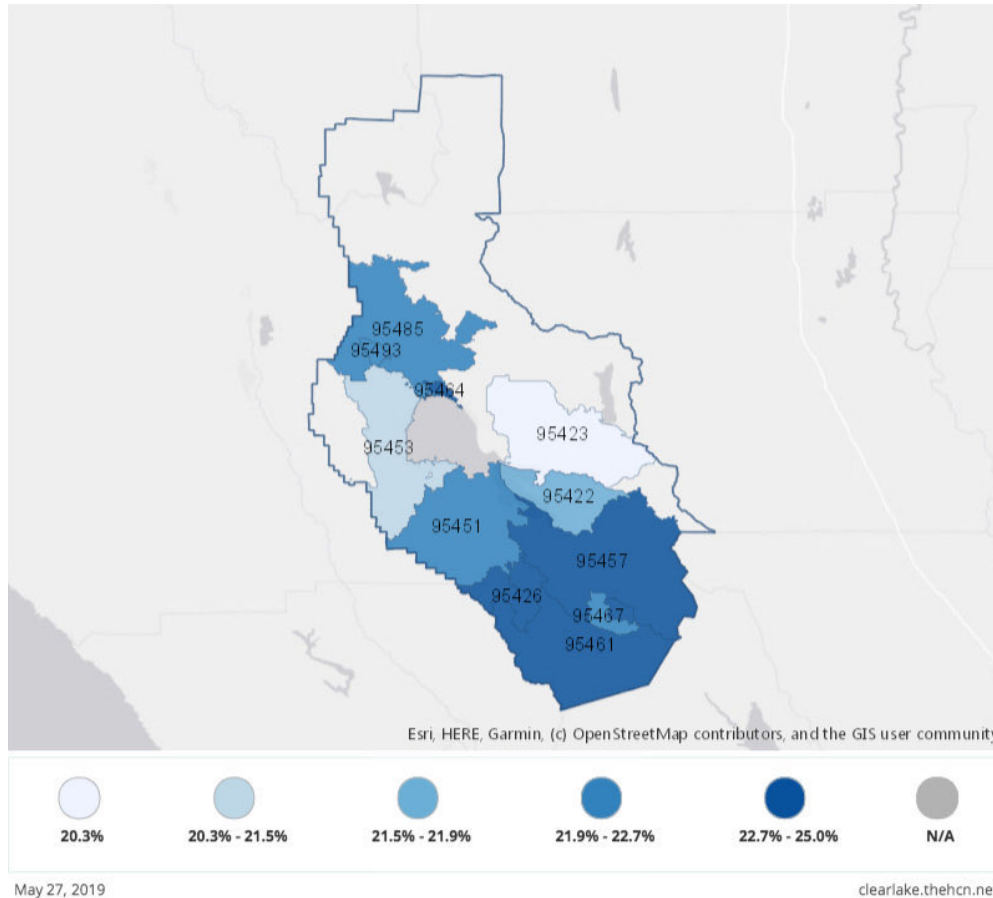 95485
95493
95464
95453
95423
95422
95451
95457
95426
95467
95461
Esri, HERE, Garmin, (c) OpenStreetMap contributors, and the GIS user community
20.3%
20.3% - 21.5%
21.5% - 21.9%
21.9% - 22.7%
22.7% - 25.0%
N/A
May 27, 2019
clearlake.thehcn.ne